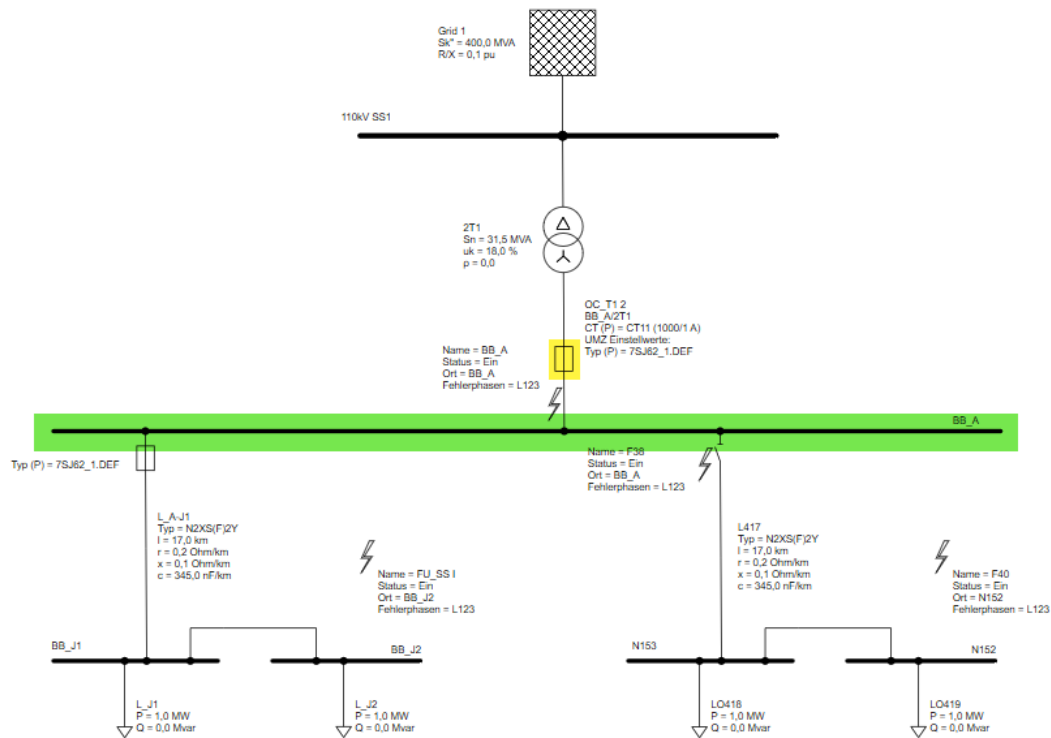 Grid 1
Sk" = 400,0 MVA
R/X = 0,1 pu
110kV SS1
2T1
Sn = 31,5 MVA
uk = 18,0 %
p = 0,0
OC_T1 2
BB_A/2T1
CT (P) = CT11 (1000/1 A)
UMZ Einstellwerte:
Typ (P) = 7SJ62_1.DEF
Name = BB_A
Status = Ein
Ort = BB_A
Fehlerphasen = L123
BB_A
Typ (P) = 7SJ62_1.DEF
Name = F38
Status = Ein
Ort = BB_A
Fehlerphasen = L123
L_A-J1
Typ = N2XS(F)2Y
l = 17,0 km
r = 0,2 Ohm/km
x = 0,1 Ohm/km
c = 345,0 nF/km
Name = FU_SS I
Status = Ein
Ort = BB_J2
Fehlerphasen = L123
L417
Typ = N2XS(F)2Y
l = 17,0 km
r = 0,2 Ohm/km
x = 0,1 Ohm/km
c = 345,0 nF/km
Name = F40
Status = Ein
Ort = N152
Fehlerphasen = L123
BB_J1
BB_J2
N153
N152
L_J1
P = 1,0 MW
Q = 0,0 Mvar
L_J2
P = 1,0 MW
Q = 0,0 Mvar
LO418
P = 1,0 MW
Q = 0,0 Mvar
LO419
P = 1,0 MW
Q = 0,0 Mvar